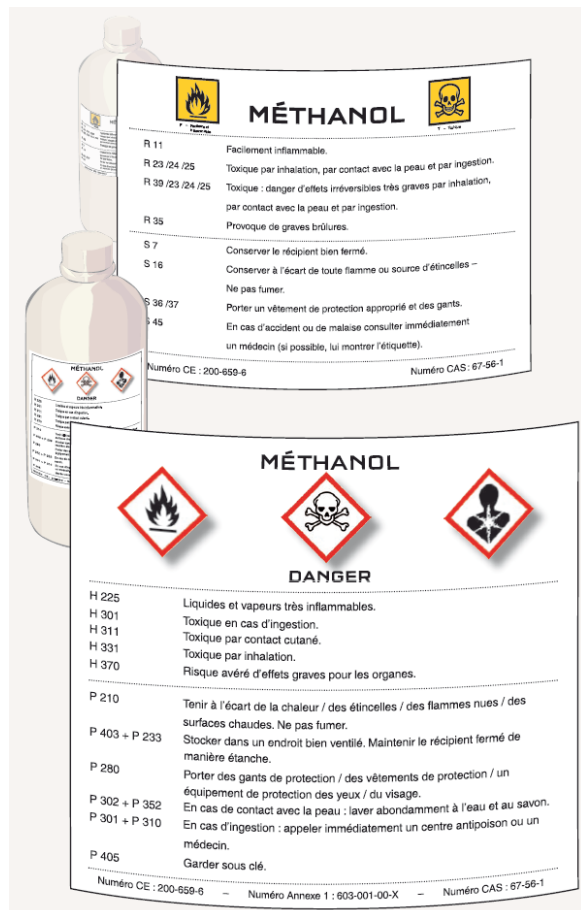 MÉTHANOL
R 11 Facilement inflammable.
R 23 /24 /25 Toxique par inhalation, par contact avec la peau et par ingestion.
R 39 /23 /24 /25 Toxique : danger d'effets irréversibles très graves par inhalation,
par contact avec la peau et par ingestion.
R 35 Provoque de graves brûlures.
S 7 Conserver le récipient bien fermé.
S 16 Conserver à l'écart de toute flamme ou source d'étincelles –
Ne pas fumer.
S 36 /37 Porter un vêtement de protection approprié et des gants.
45 En cas d'accident ou de malaise consulter immédiatement
un médecin (si possible, lui montrer l'étiquette).
Numéro CE : 200-659-6 Numéro CAS : 67-56-1
MÉTHANOL
DANGER
MÉTHANOL
DANGER
H 225 Liquides et vapeurs très inflammables.
H 301 Toxique en cas d'ingestion.
H 311 Toxique par contact cutané.
H 331 Toxique par inhalation.
H 370 Risque avéré d'effets graves pour les organes.
P 210 Tenir à l'écart de la chaleur / des étincelles / des flammes nues / des
surfaces chaudes. Ne pas fumer.
P 403 + P 233 Stocker dans un endroit bien ventilé. Maintenir le récipient fermé de
manière étanche.
P 280 Porter des gants de protection / des vêtements de protection / un
équipement de protection des yeux / du visage.
P 302 + P 352 En cas de contact avec la peau : laver abondamment à l'eau et au savon.
P 301 + P 310 En cas d'ingestion : appeler immédiatement un centre antipoison ou un
médecin.
P 405 Garder sous clé.
Numéro CE : 200-659-6 – Numéro Annexe 1 : 603-001-00-X – Numéro CAS : 67-56-1